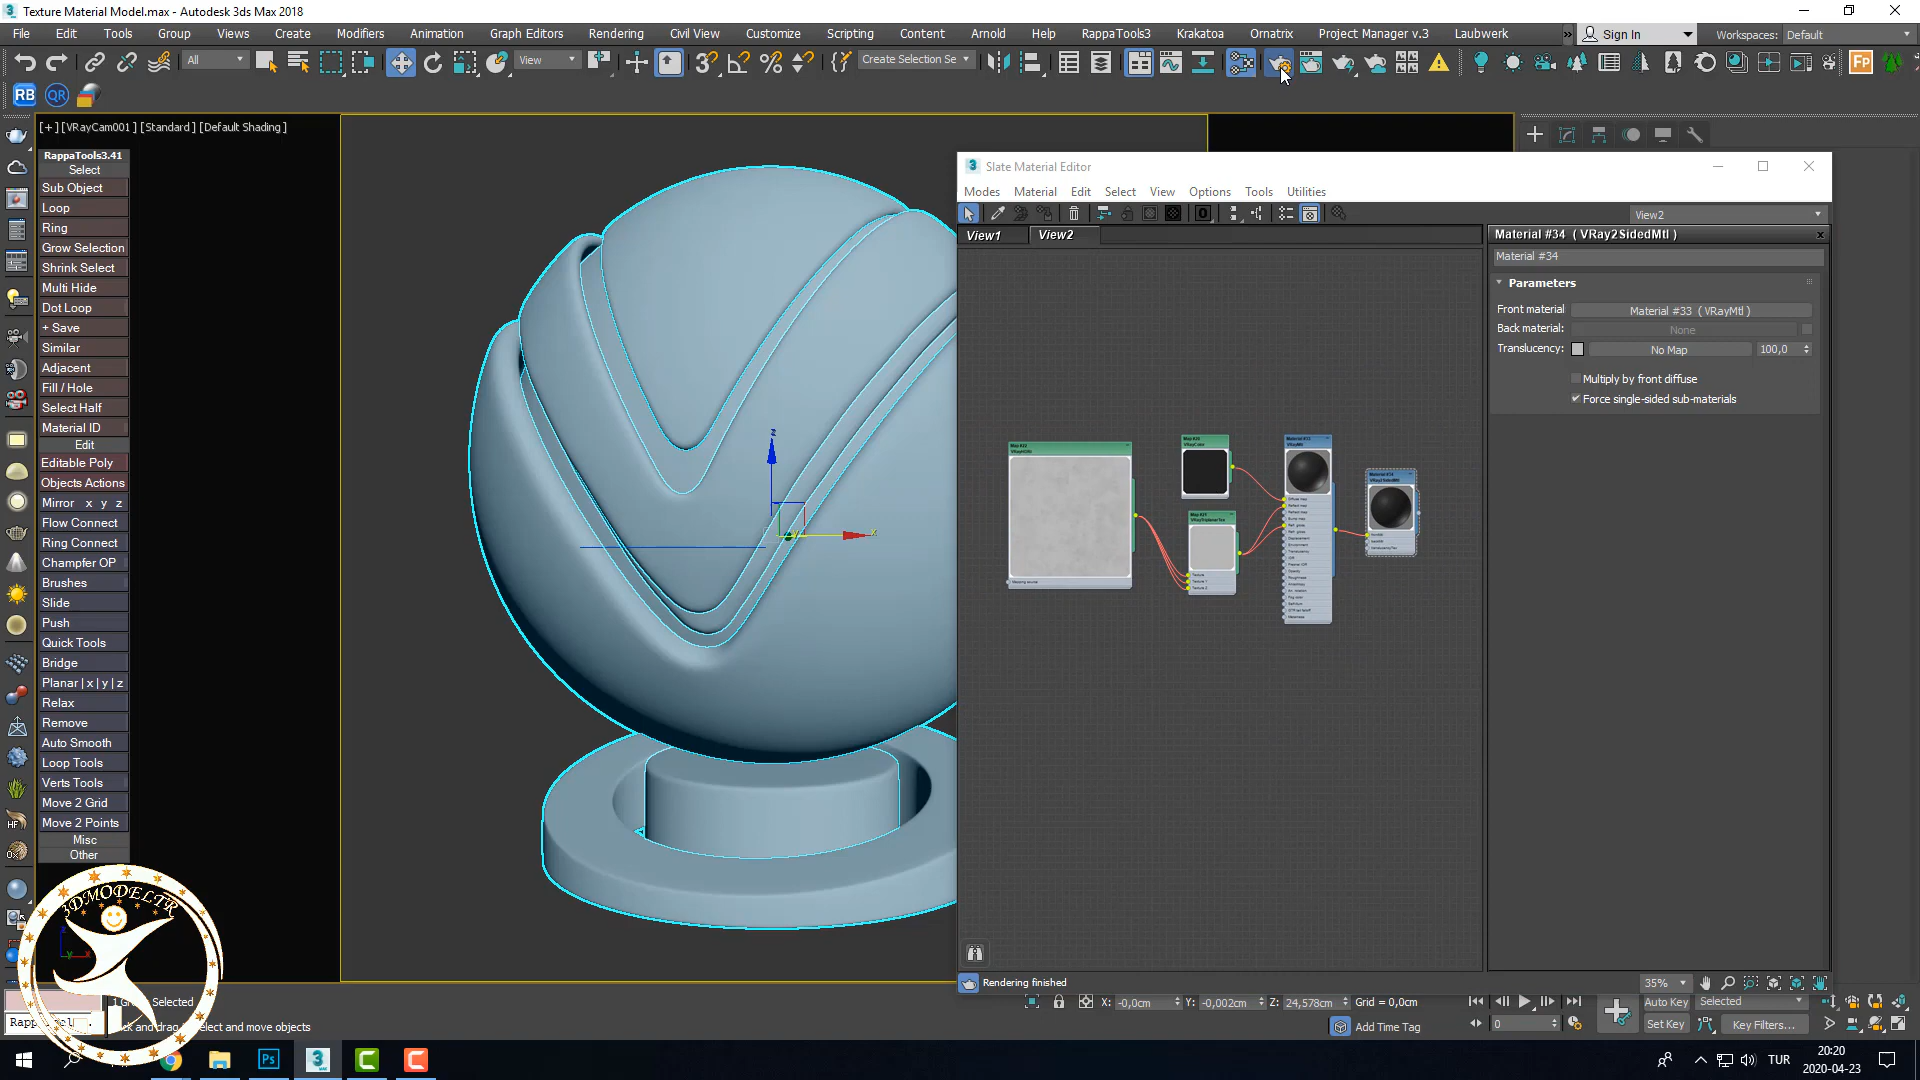 Texture Material Model.max - Autodesk 3ds Max 2018
File Edit Tools Group Views Create Modifiers Animation Graph Editors Rendering Civil View Customize Scripting Content Arnold Help RappaTools3 Krakatoa Ornatrix Project Manager v.3 Laubwerk
Sign In
Workspaces: Default
All
View
Create Selection Se
FP
RB QR
[+] [VRayCam001] [Standard] [Default Shading]
RappaTools3.41
Select
Sub Object
Loop
Ring
Grow Selection
Shrink Select
Multi Hide
Dot Loop
+ Save
Similar
Adjacent
Fill / Hole
Select Half
Material ID
Edit
Editable Poly
Objects Actions
Mirror x y z
Flow Connect
Ring Connect
Champfer OP
Brushes
Slide
Push
Quick Tools
Bridge
Planar | x | y | z
Relax
Remove
Auto Smooth
Loop Tools
Verts Tools
Move 2 Grid
Move 2 Points
Misc
Other
3DMODELTR
z
x
Slate Material Editor
Modes Material Edit Select View Options Tools Utilities
View2
View1 View2
Material #34 ( VRay2SidedMtl )
Material #34
Parameters
Front material Material #33 ( VRayMtl )
Back material: None
Translucency: No Map 100,0
Multiply by front diffuse
Force single-sided sub-materials
Rendering finished
35%
X: -0,0cm Y: -0,002cm Z: 24,578cm Grid = 0,0cm
Add Time Tag
Auto Key Selected
Set Key Key Filters...
0
Selected
and drag to select and move objects
Ps
TUR
20:20
2020-04-23